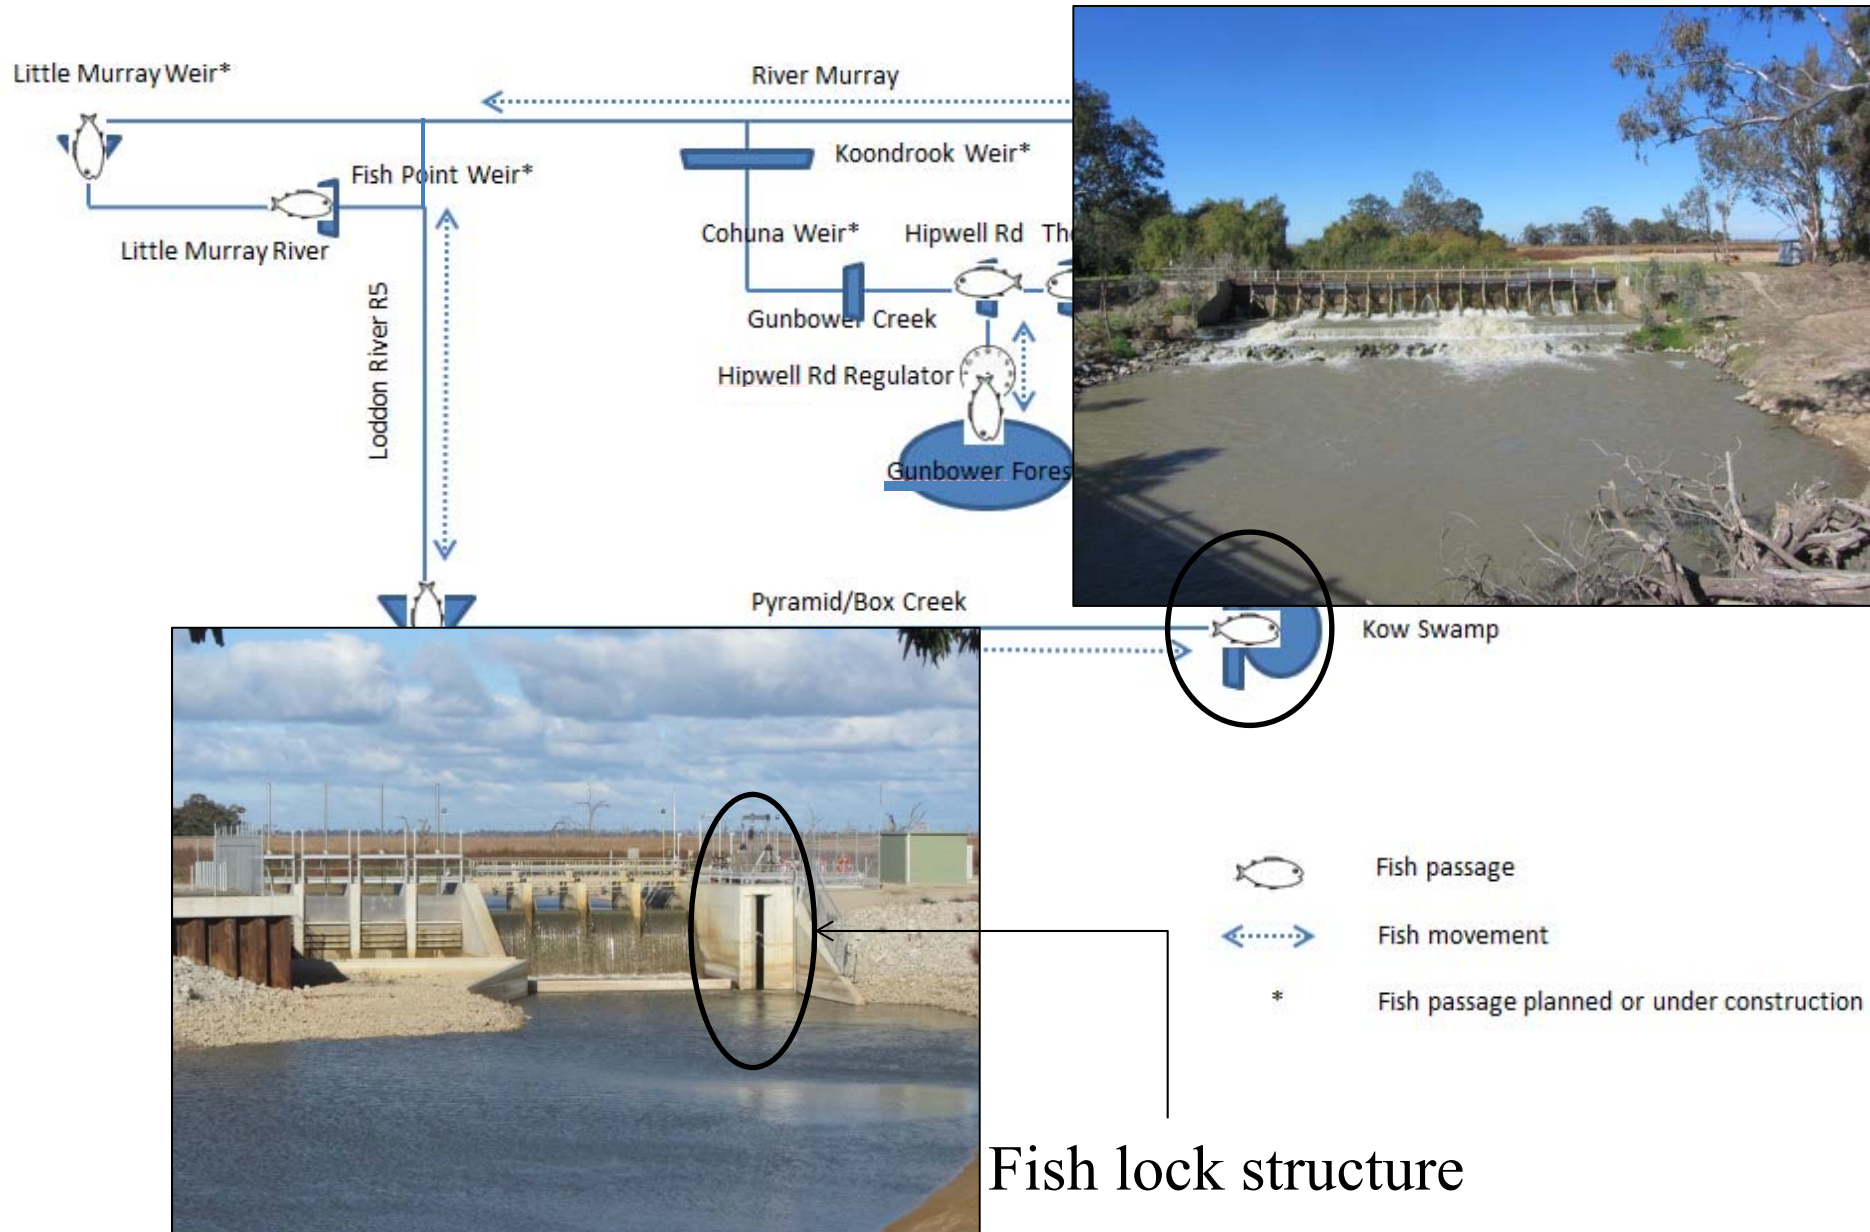 Little Murray Weir*
River Murray
Koondrook Weir*
Fish Point Weir*
Cohuna Weir*
Hipwell Rd
Little Murray River
Gunbower Creek
Loddon River R5
Hipwell Rd Regulator
Gunbower Fores
Pyramid/Box Creek
Kow Swamp
Fish passage
Fish movement
* Fish passage planned or under construction
Fish lock structure